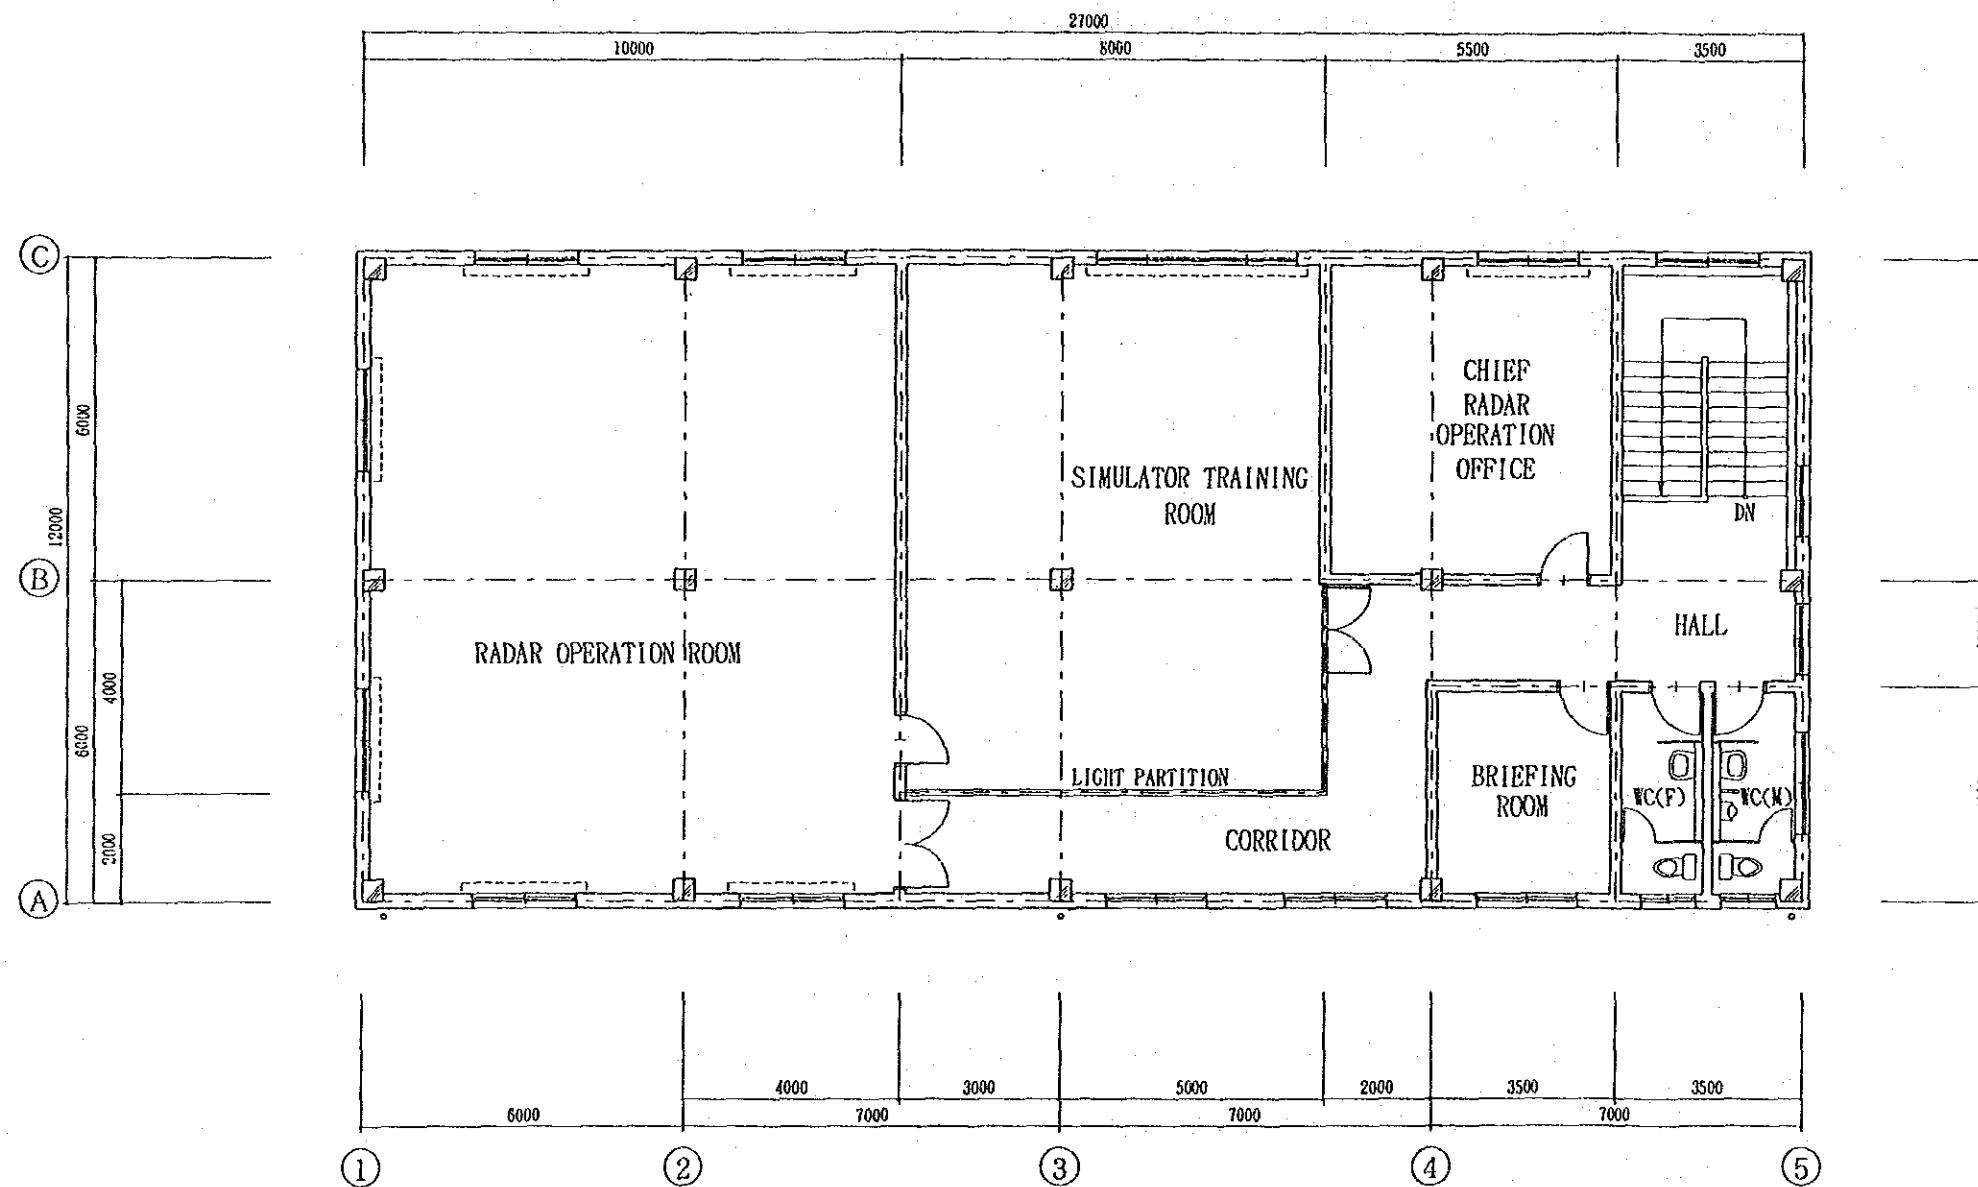 27000
10000
8000
5500
3500
C
CHIEF
RADAR
OPERATION
OFFICE
6000
SIMULATOR TRAINING
ROOM
DN
12000
B
HALL
RADAR OPERATION ROOM
4000
6000
LIGHT PARTITION
BRIEFING
ROOM
WC(F)
WC(M)
CORRIDOR
2000
A
4000
3000
5000
2000
3500
3500
6000
7000
7000
7000
1
2
3
4
5